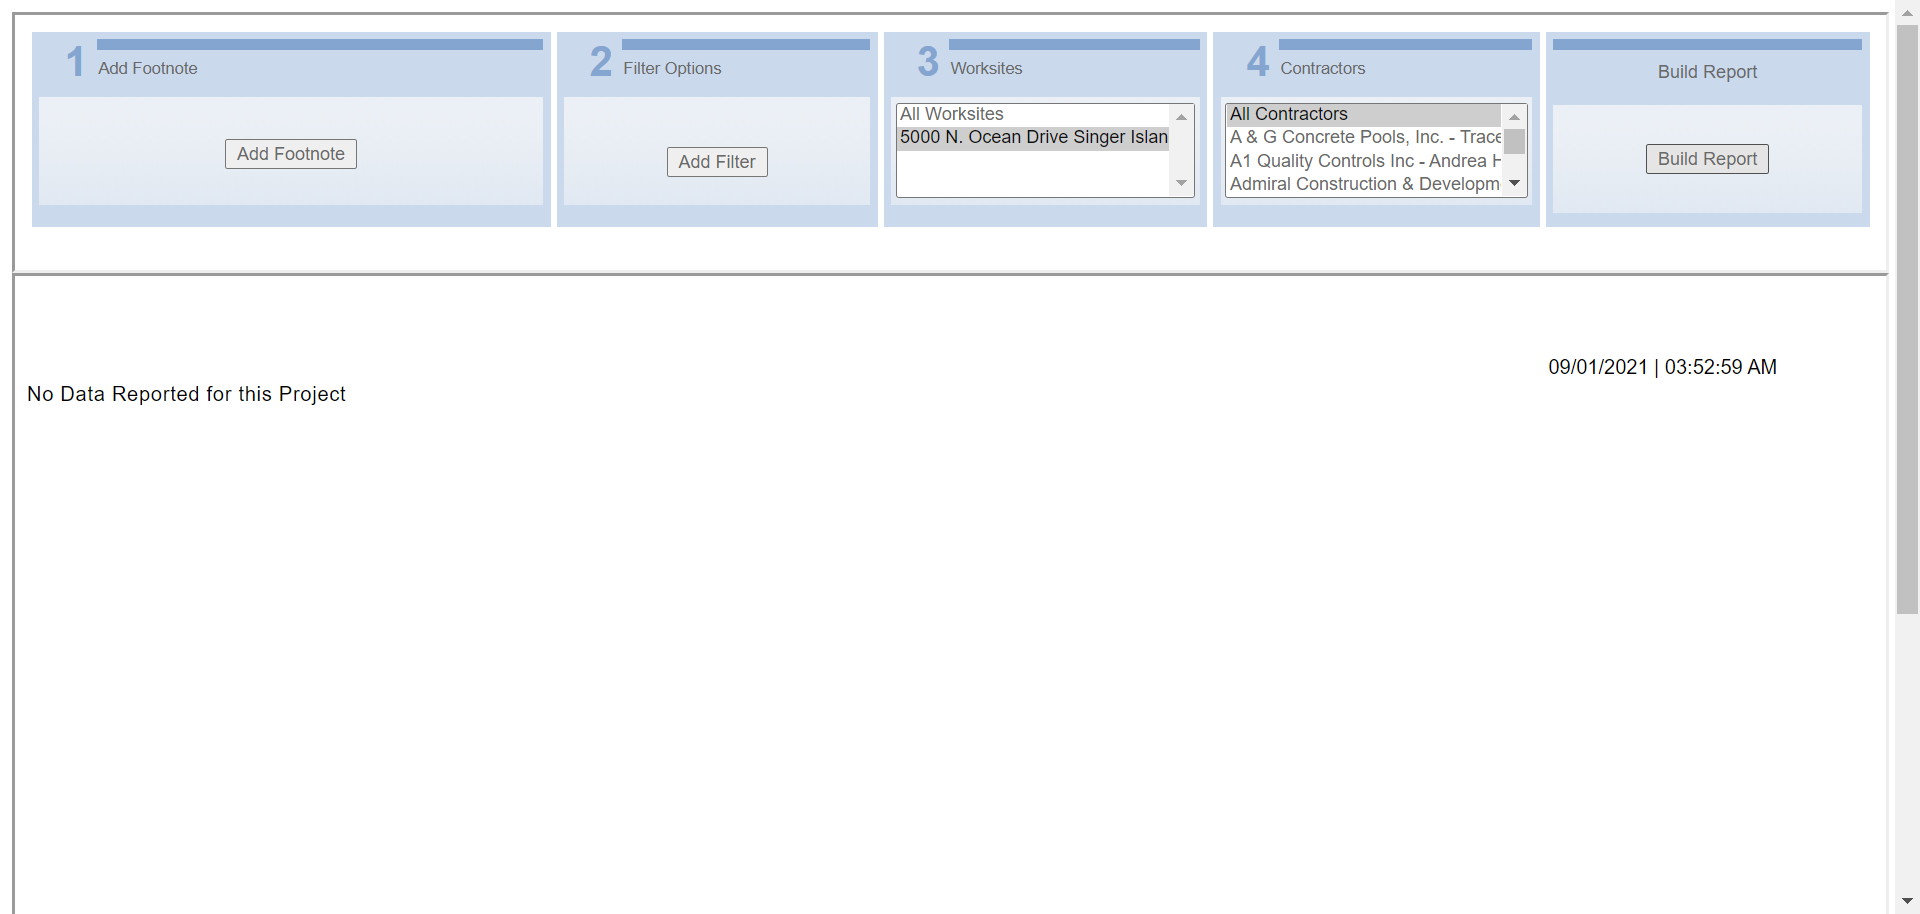 1 Add Footnote
Add Footnote
2 Filter Options
Add Filter
3 Worksites
All Worksites
5000 N. Ocean Drive Singer Islan
4 Contractors
All Contractors
A & G Concrete Pools, Inc. - Trace
A1 Quality Controls Inc - Andrea H
Admiral Construction & Developm
Build Report
Build Report
09/01/2021 | 03:52:59 AM
No Data Reported for this Project